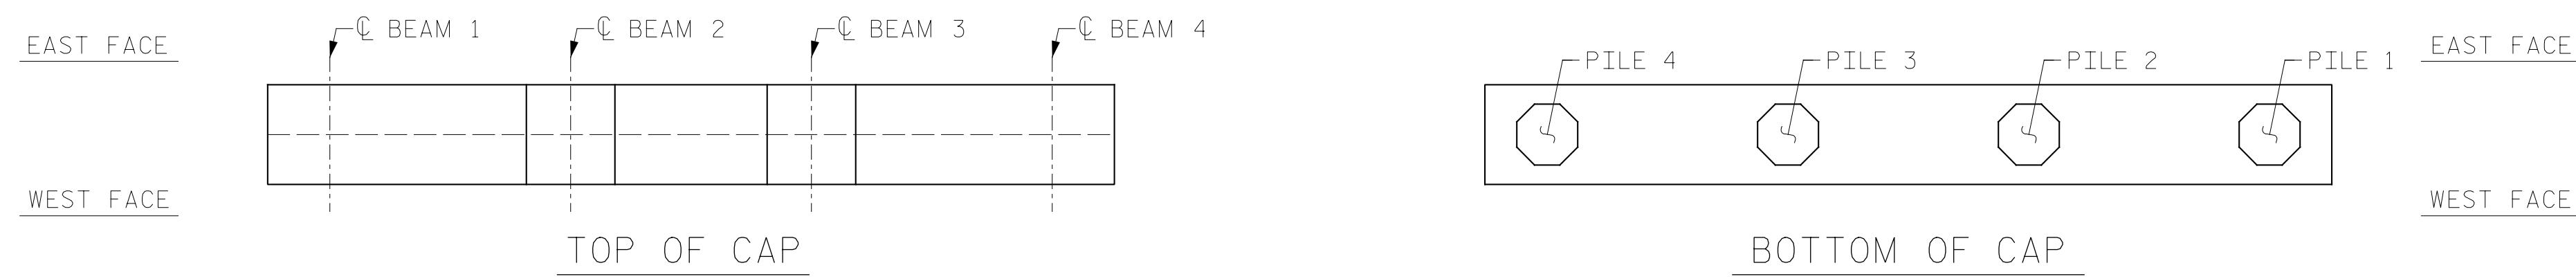 ℄ BEAM 1
℄ BEAM 2
℄ BEAM 3
℄ BEAM 4
EAST FACE
WEST FACE
TOP OF CAP
PILE 4
PILE 3
PILE 2
PILE 1
EAST FACE
WEST FACE
BOTTOM OF CAP